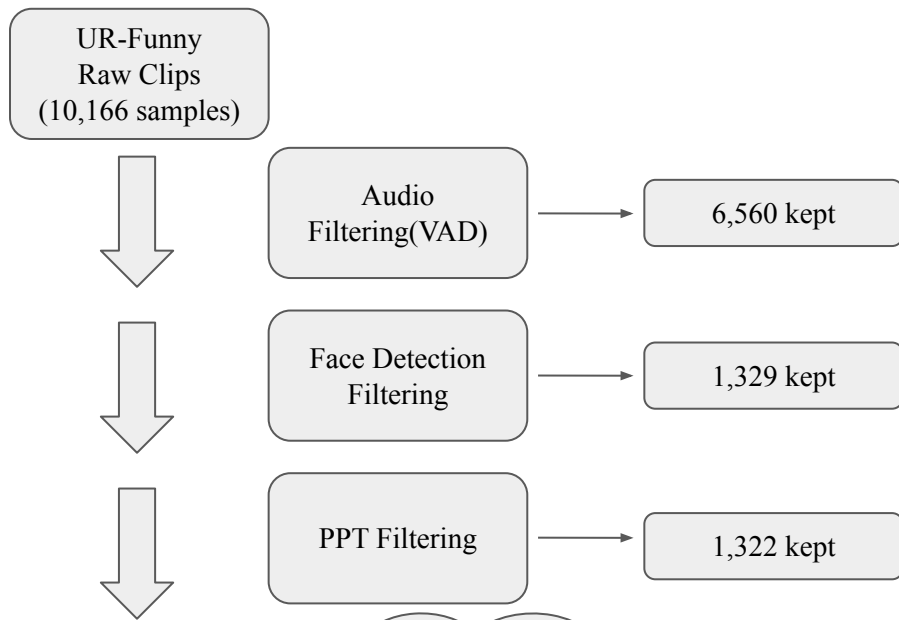 UR-Funny
Raw Clips
(10,166 samples)
Audio
Filtering(VAD)
6,560 kept
Face Detection
Filtering
1,329 kept
PPT Filtering
1,322 kept